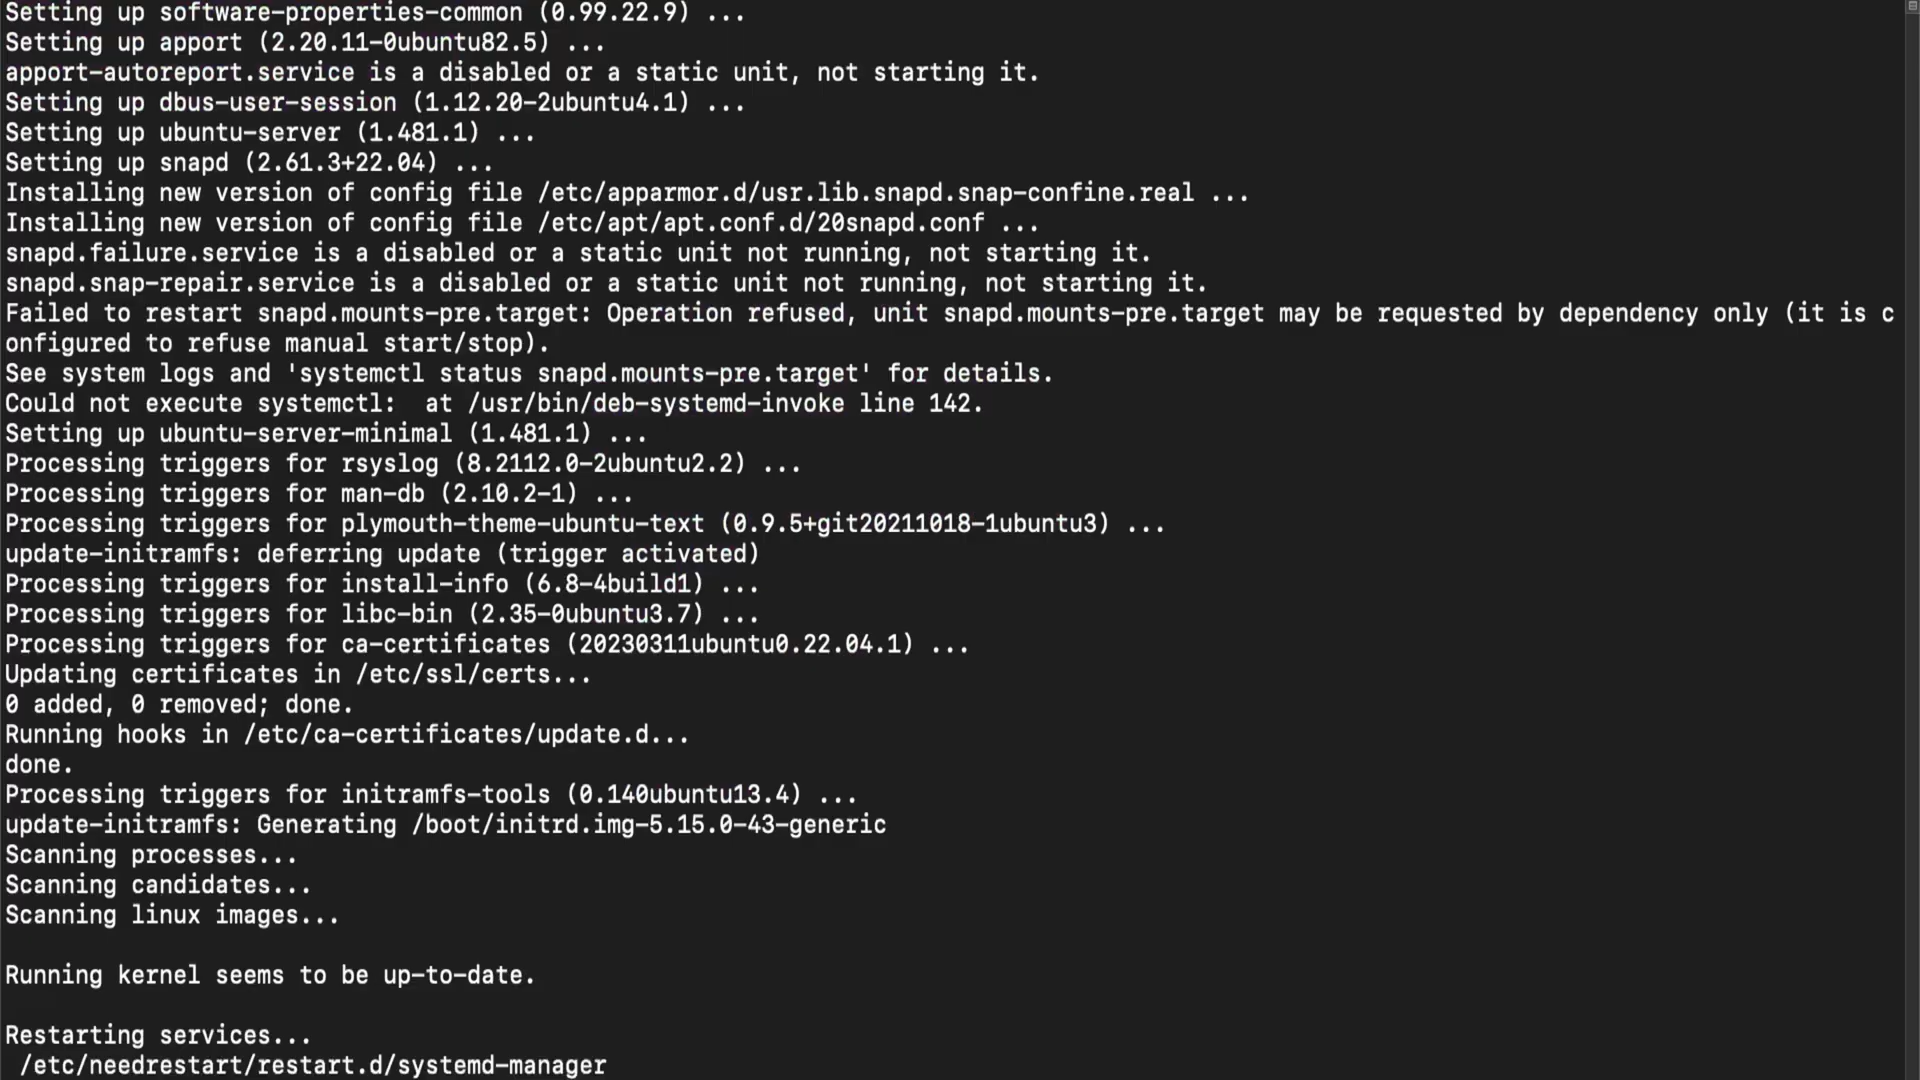 Setting up software-properties-common (0.99.22.9) ...
Setting up apport (2.20.11-0ubuntu82.5) ...
apport-autoreport.service is a disabled or a static unit, not starting it.
Setting up dbus-user-session (1.12.20-2ubuntu4.1) ...
Setting up ubuntu-server (1.481.1) ...
Setting up snapd (2.61.3+22.04) ...
Installing new version of config file /etc/apparmor.d/usr.lib.snapd.snap-confine.real ...
Installing new version of config file /etc/apt/apt.conf.d/20snapd.conf ...
snapd.failure.service is a disabled or a static unit not running, not starting it.
snapd.snap-repair.service is a disabled or a static unit not running, not starting it.
Failed to restart snapd.mounts-pre.target: Operation refused, unit snapd.mounts-pre.target may be requested by dependency only (it is c
onfigured to refuse manual start/stop).
See system logs and 'systemctl status snapd.mounts-pre.target' for details.
Could not execute systemctl:  at /usr/bin/deb-systemd-invoke line 142.
Setting up ubuntu-server-minimal (1.481.1) ...
Processing triggers for rsyslog (8.2112.0-2ubuntu2.2) ...
Processing triggers for man-db (2.10.2-1) ...
Processing triggers for plymouth-theme-ubuntu-text (0.9.5+git20211018-1ubuntu3) ...
update-initramfs: deferring update (trigger activated)
Processing triggers for install-info (6.8-4build1) ...
Processing triggers for libc-bin (2.35-0ubuntu3.7) ...
Processing triggers for ca-certificates (20230311ubuntu0.22.04.1) ...
Updating certificates in /etc/ssl/certs...
0 added, 0 removed; done.
Running hooks in /etc/ca-certificates/update.d...
done.
Processing triggers for initramfs-tools (0.140ubuntu13.4) ...
update-initramfs: Generating /boot/initrd.img-5.15.0-43-generic
Scanning processes...
Scanning candidates...
Scanning linux images...
Running kernel seems to be up-to-date.
Restarting services...
 /etc/needrestart/restart.d/systemd-manager